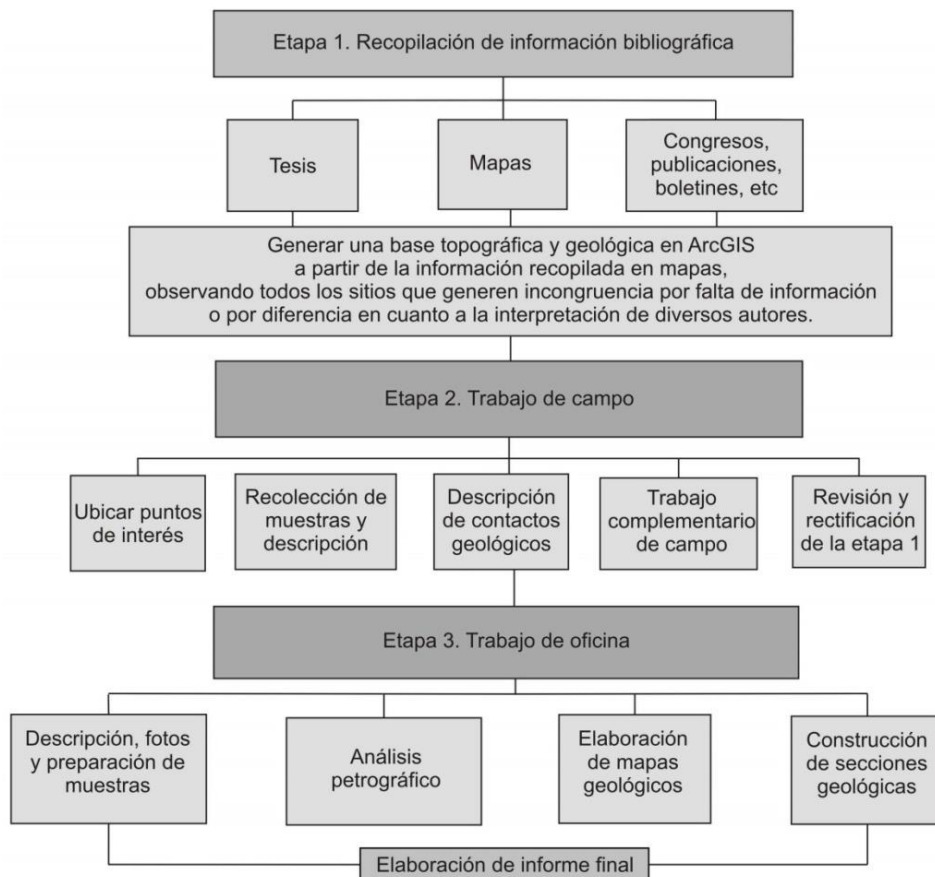 Etapa 1. Recopilación de información bibliográfica
Tesis
Mapas
Congresos,
publicaciones,
boletines, etc
Generar una base topográfica y geológica en ArcGIS
a partir de la información recopilada en mapas,
observando todos los sitios que generen incongruencia por falta de información
o por diferencia en cuanto a la interpretación de diversos autores.
Etapa 2. Trabajo de campo
Ubicar puntos
de interés
Recolección de
muestras y
descripción
Descripción
de contactos
geológicos
Trabajo
complementario
de campo
Revisión y
rectificación
de la etapa 1
Etapa 3. Trabajo de oficina
Descripción, fotos
y preparación de
muestras
Análisis
petrográfico
Elaboración
de mapas
geológicos
Construcción
de secciones
geológicas
Elaboración de informe final